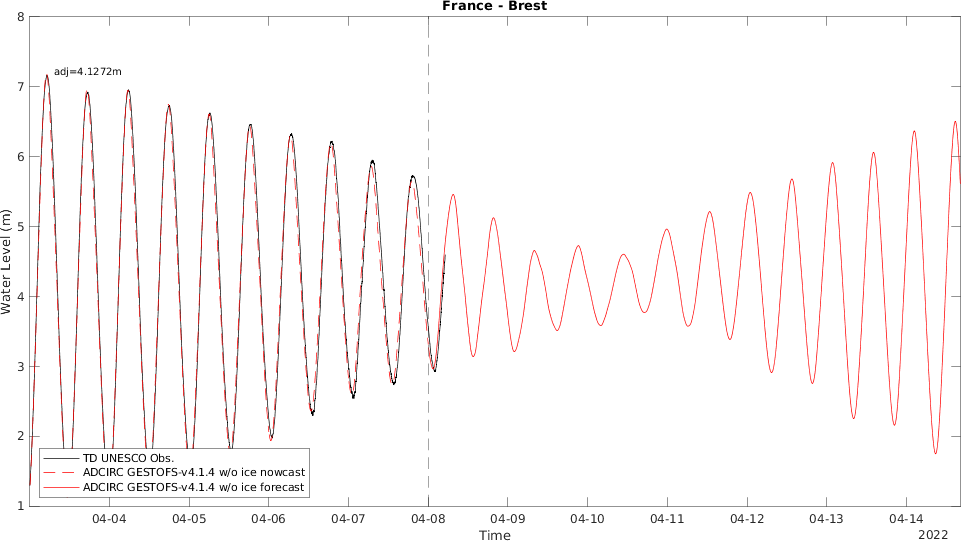 France - Brest
8
7
6
5
4
3
2
1
Water Level (m)
adj=4.1272m
TD UNESCO Obs.
ADCIRC GESTOFS-v4.1.4 w/o ice nowcast
ADCIRC GESTOFS-v4.1.4 w/o ice forecast
04-04 04-05 04-06 04-07 04-08 04-09 04-10 04-11 04-12 04-13 04-14
Time
2022